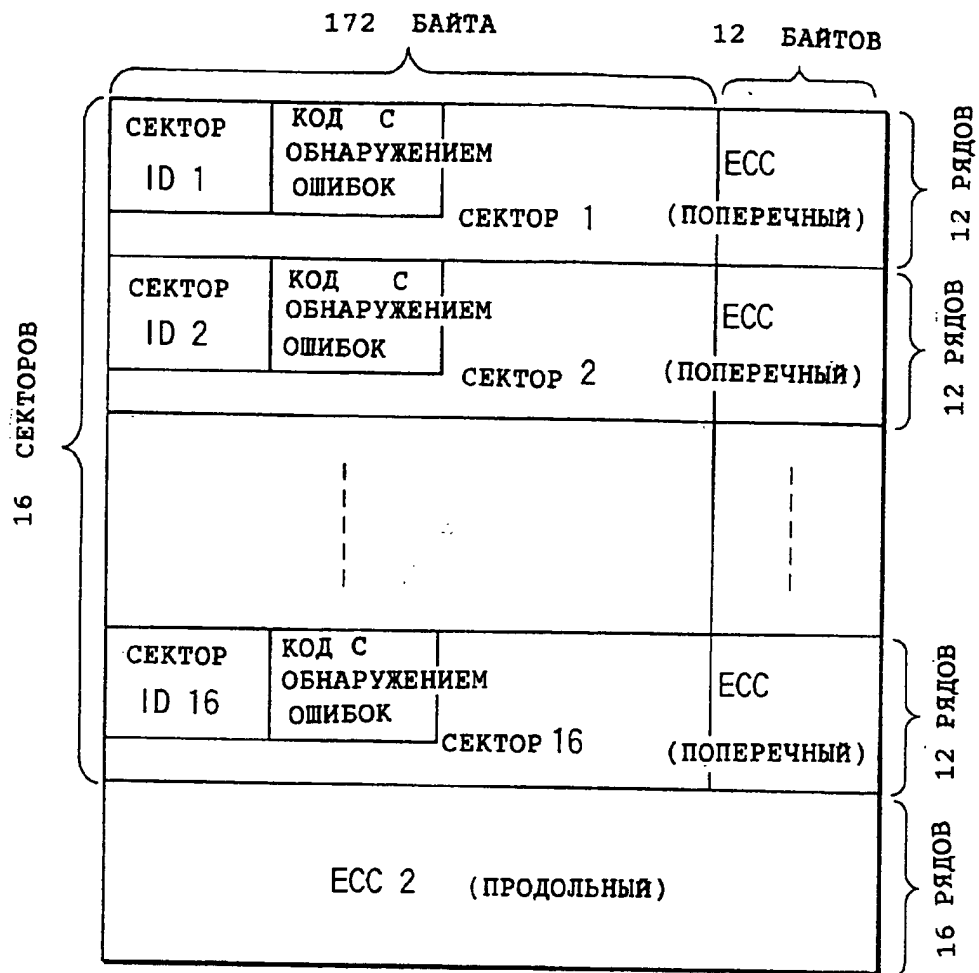 172 БАЙТА
12 БАЙТОВ
СЕКТОР
ID 1
КОД С
ОБНАРУЖЕНИЕМ
ОШИБОК
СЕКТОР 1
ECC
(ПОПЕРЕЧНЫЙ)
12 РЯДОВ
СЕКТОР
ID 2
КОД С
ОБНАРУЖЕНИЕМ
ОШИБОК
СЕКТОР 2
ECC
(ПОПЕРЕЧНЫЙ)
12 РЯДОВ
16 СЕКТОРОВ
СЕКТОР
ID 16
КОД С
ОБНАРУЖЕНИЕМ
ОШИБОК
СЕКТОР 16
ECC
(ПОПЕРЕЧНЫЙ)
12 РЯДОВ
ECC 2 (ПРОДОЛЬНЫЙ)
16 РЯДОВ